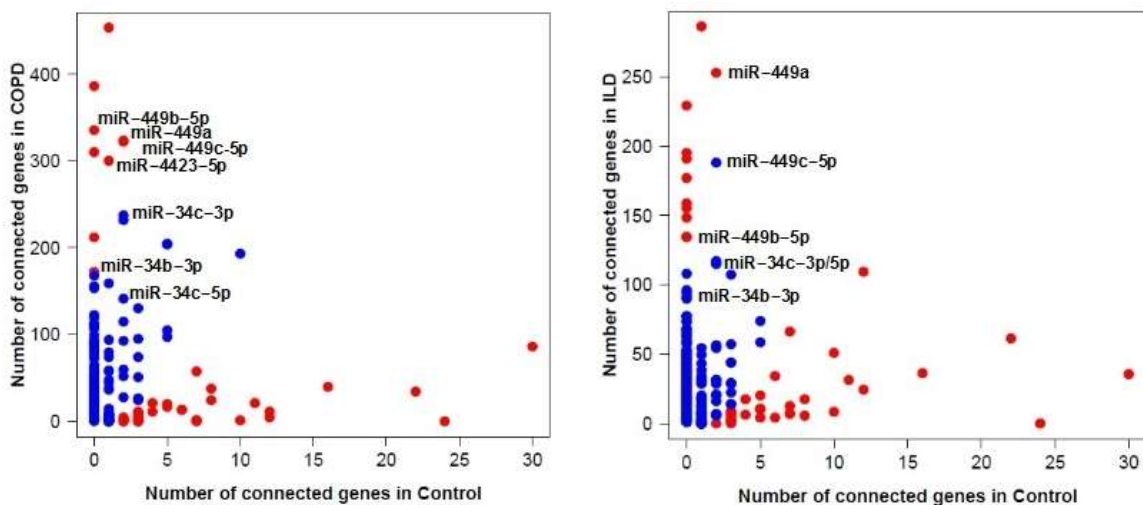 Number of connected genes in COPD
400
300
200
100
0
miR−449b−5p
miR−449a
miR−449c-5p
miR−4423−5p
miR−34c−3p
miR−34b−3p
miR−34c−5p
0 5 10 15 20 25 30
Number of connected genes in Control
Number of connected genes in ILD
250
200
150
100
50
0
miR−449a
miR−449c−5p
miR−449b−5p
miR−34c−3p/5p
miR−34b−3p
0 5 10 15 20 25 30
Number of connected genes in Control